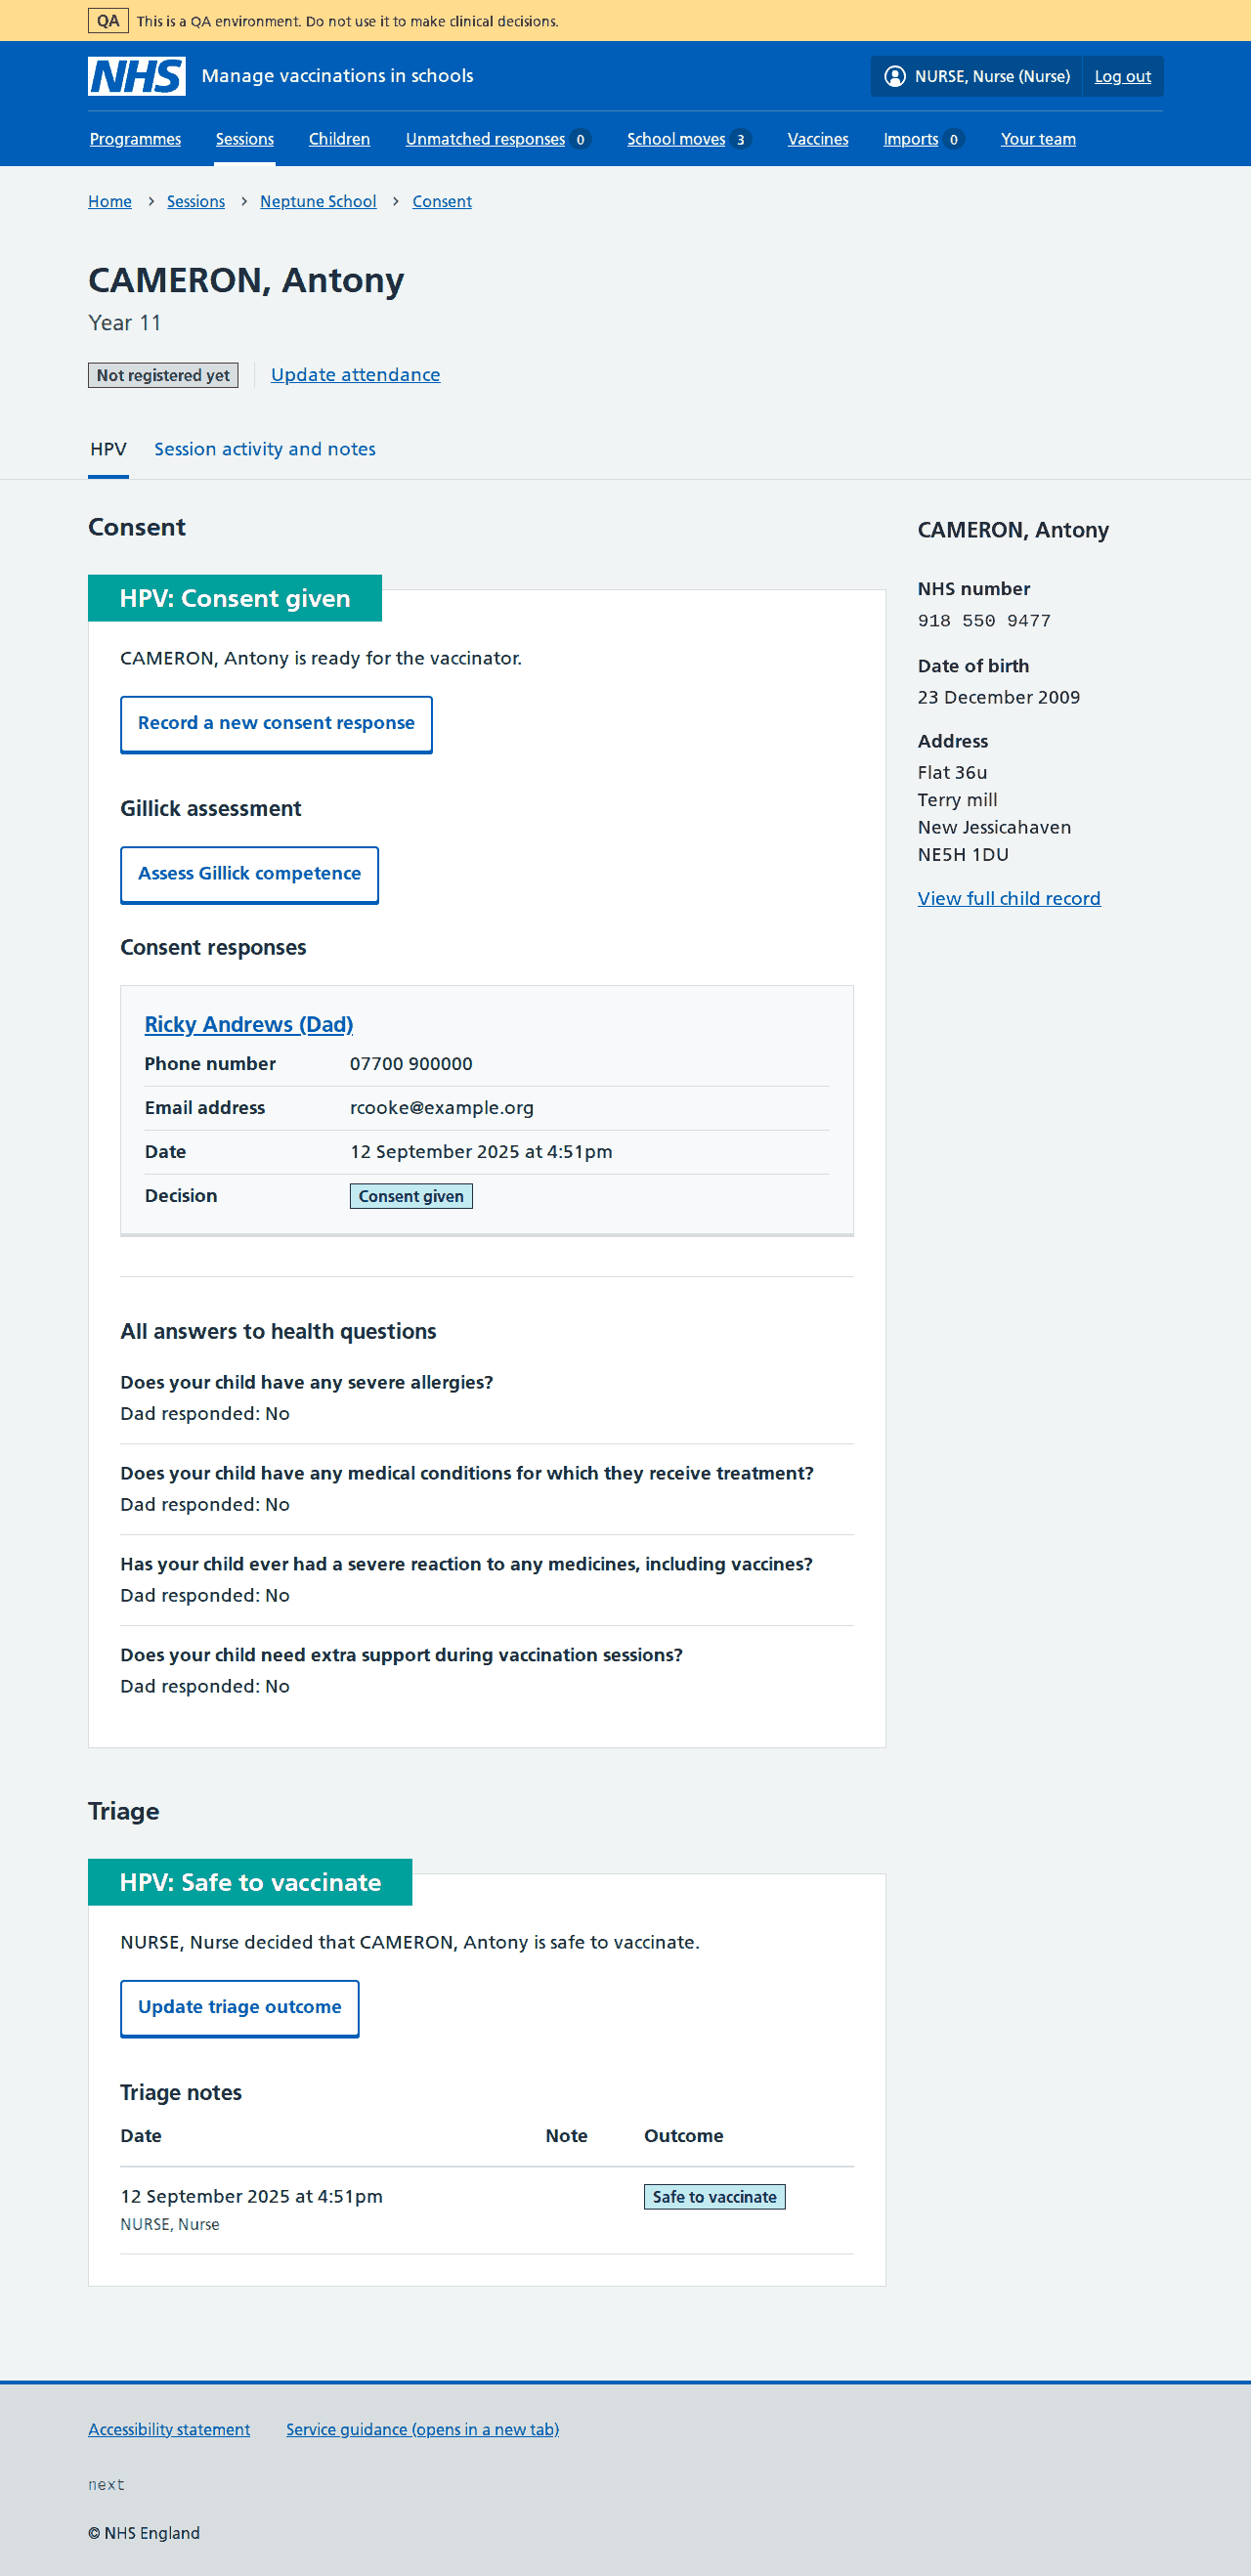 QA This is a QA environment. Do not use it to make clinical decisions.
NHS Manage vaccinations in schools
NURSE, Nurse (Nurse) Log out
Programmes Sessions Children Unmatched responses 0 School moves 3 Vaccines Imports 0 Your team
Home › Sessions › Neptune School › Consent
CAMERON, Antony
Year 11
Not registered yet Update attendance
HPV Session activity and notes
Consent
HPV: Consent given
CAMERON, Antony is ready for the vaccinator.
Record a new consent response
Gillick assessment
Assess Gillick competence
Consent responses
Ricky Andrews (Dad)
Phone number 07700 900000
Email address rcooke@example.org
Date 12 September 2025 at 4:51pm
Decision Consent given
All answers to health questions
Does your child have any severe allergies?
Dad responded: No
Does your child have any medical conditions for which they receive treatment?
Dad responded: No
Has your child ever had a severe reaction to any medicines, including vaccines?
Dad responded: No
Does your child need extra support during vaccination sessions?
Dad responded: No
CAMERON, Antony
NHS number
918 550 9477
Date of birth
23 December 2009
Address
Flat 36u
Terry mill
New Jessicahaven
NE5H 1DU
View full child record
Triage
HPV: Safe to vaccinate
NURSE, Nurse decided that CAMERON, Antony is safe to vaccinate.
Update triage outcome
Triage notes
Date Note Outcome
12 September 2025 at 4:51pm Safe to vaccinate
NURSE, Nurse
Accessibility statement Service guidance (opens in a new tab)
next
© NHS England